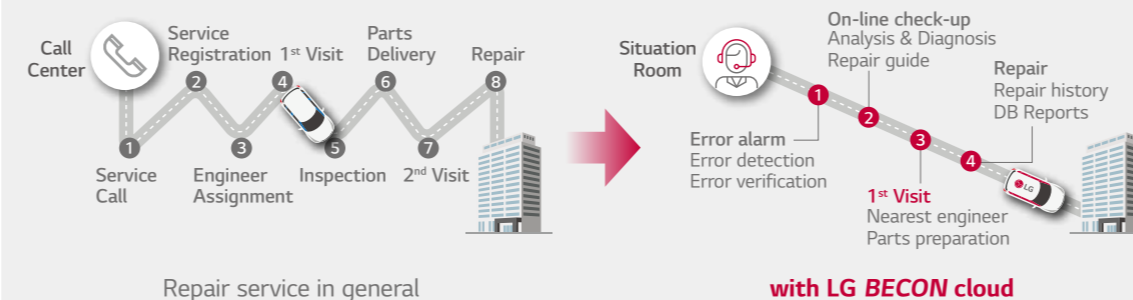 Call
Center
Service
Registration
1st Visit
Parts
Delivery
Repair
2
4
6
8
1
3
5
7
Service
Call
Engineer
Assignment
Inspection
2nd Visit
Repair service in general
Situation
Room
On-line check-up
Analysis & Diagnosis
Repair guide
Repair
Repair history
DB Reports
1
2
3
4
Error alarm
Error detection
Error verification
1st Visit
Nearest engineer
Parts preparation
LG
with LG BECON cloud